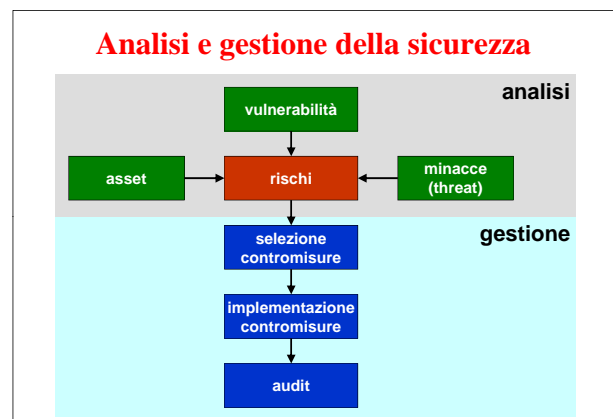 Analisi e gestione della sicurezza
analisi
vulnerabilità
asset
rischi
minacce
(threat)
gestione
selezione
contromisure
implementazione
contromisure
audit